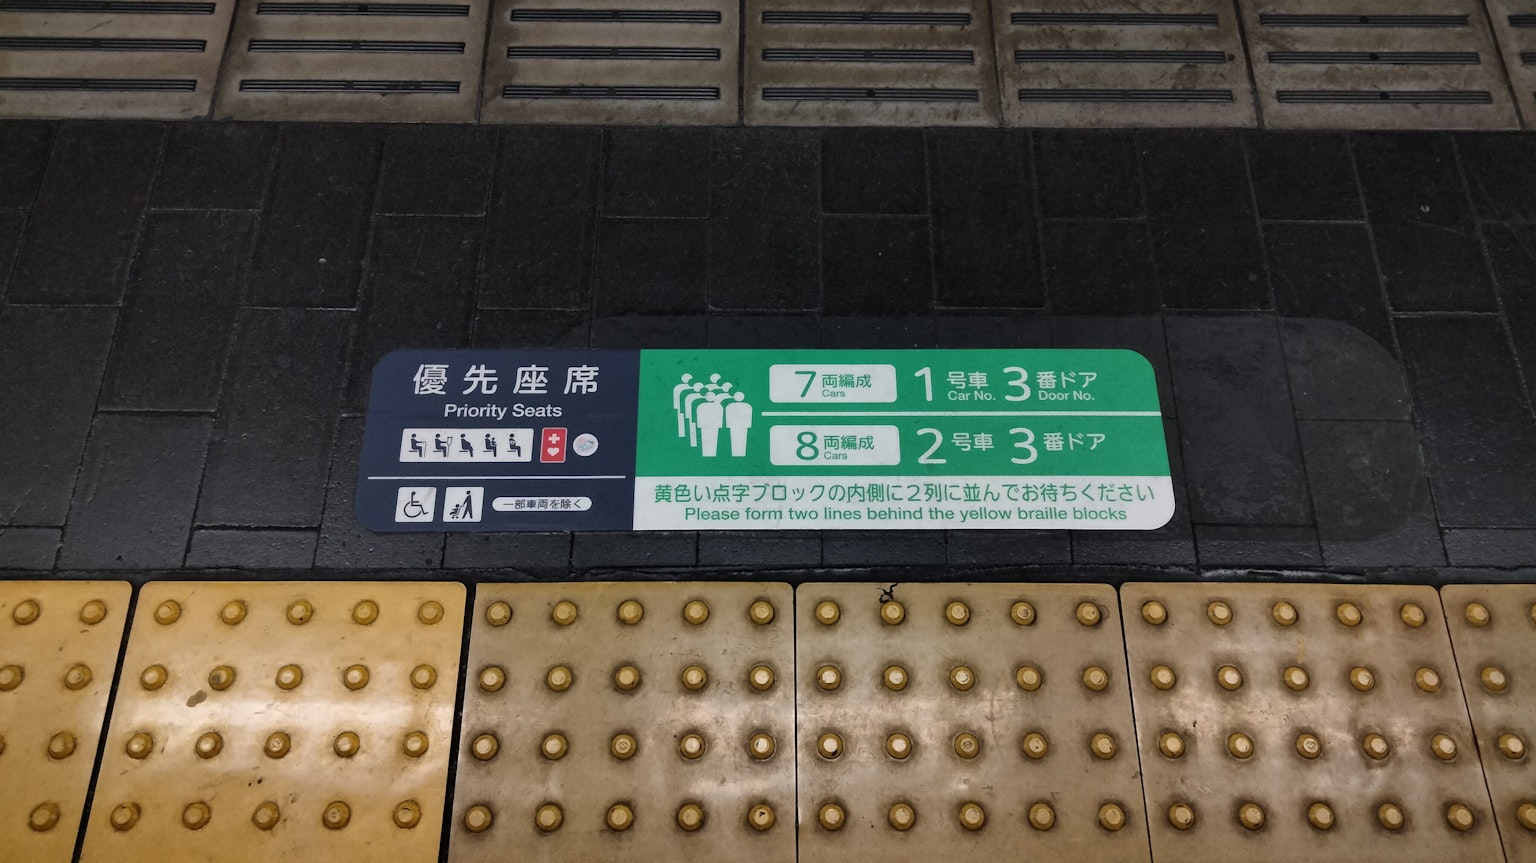 優先座席
Priority Seats
一部車両を除く
7両編成 1号車 3番ドア
Cars Car No. Door No.
8両編成 2号車 3番ドア
Cars
黄色い点字ブロックの内側に2列に並んでお待ちください
Please form two lines behind the yellow braille blocks